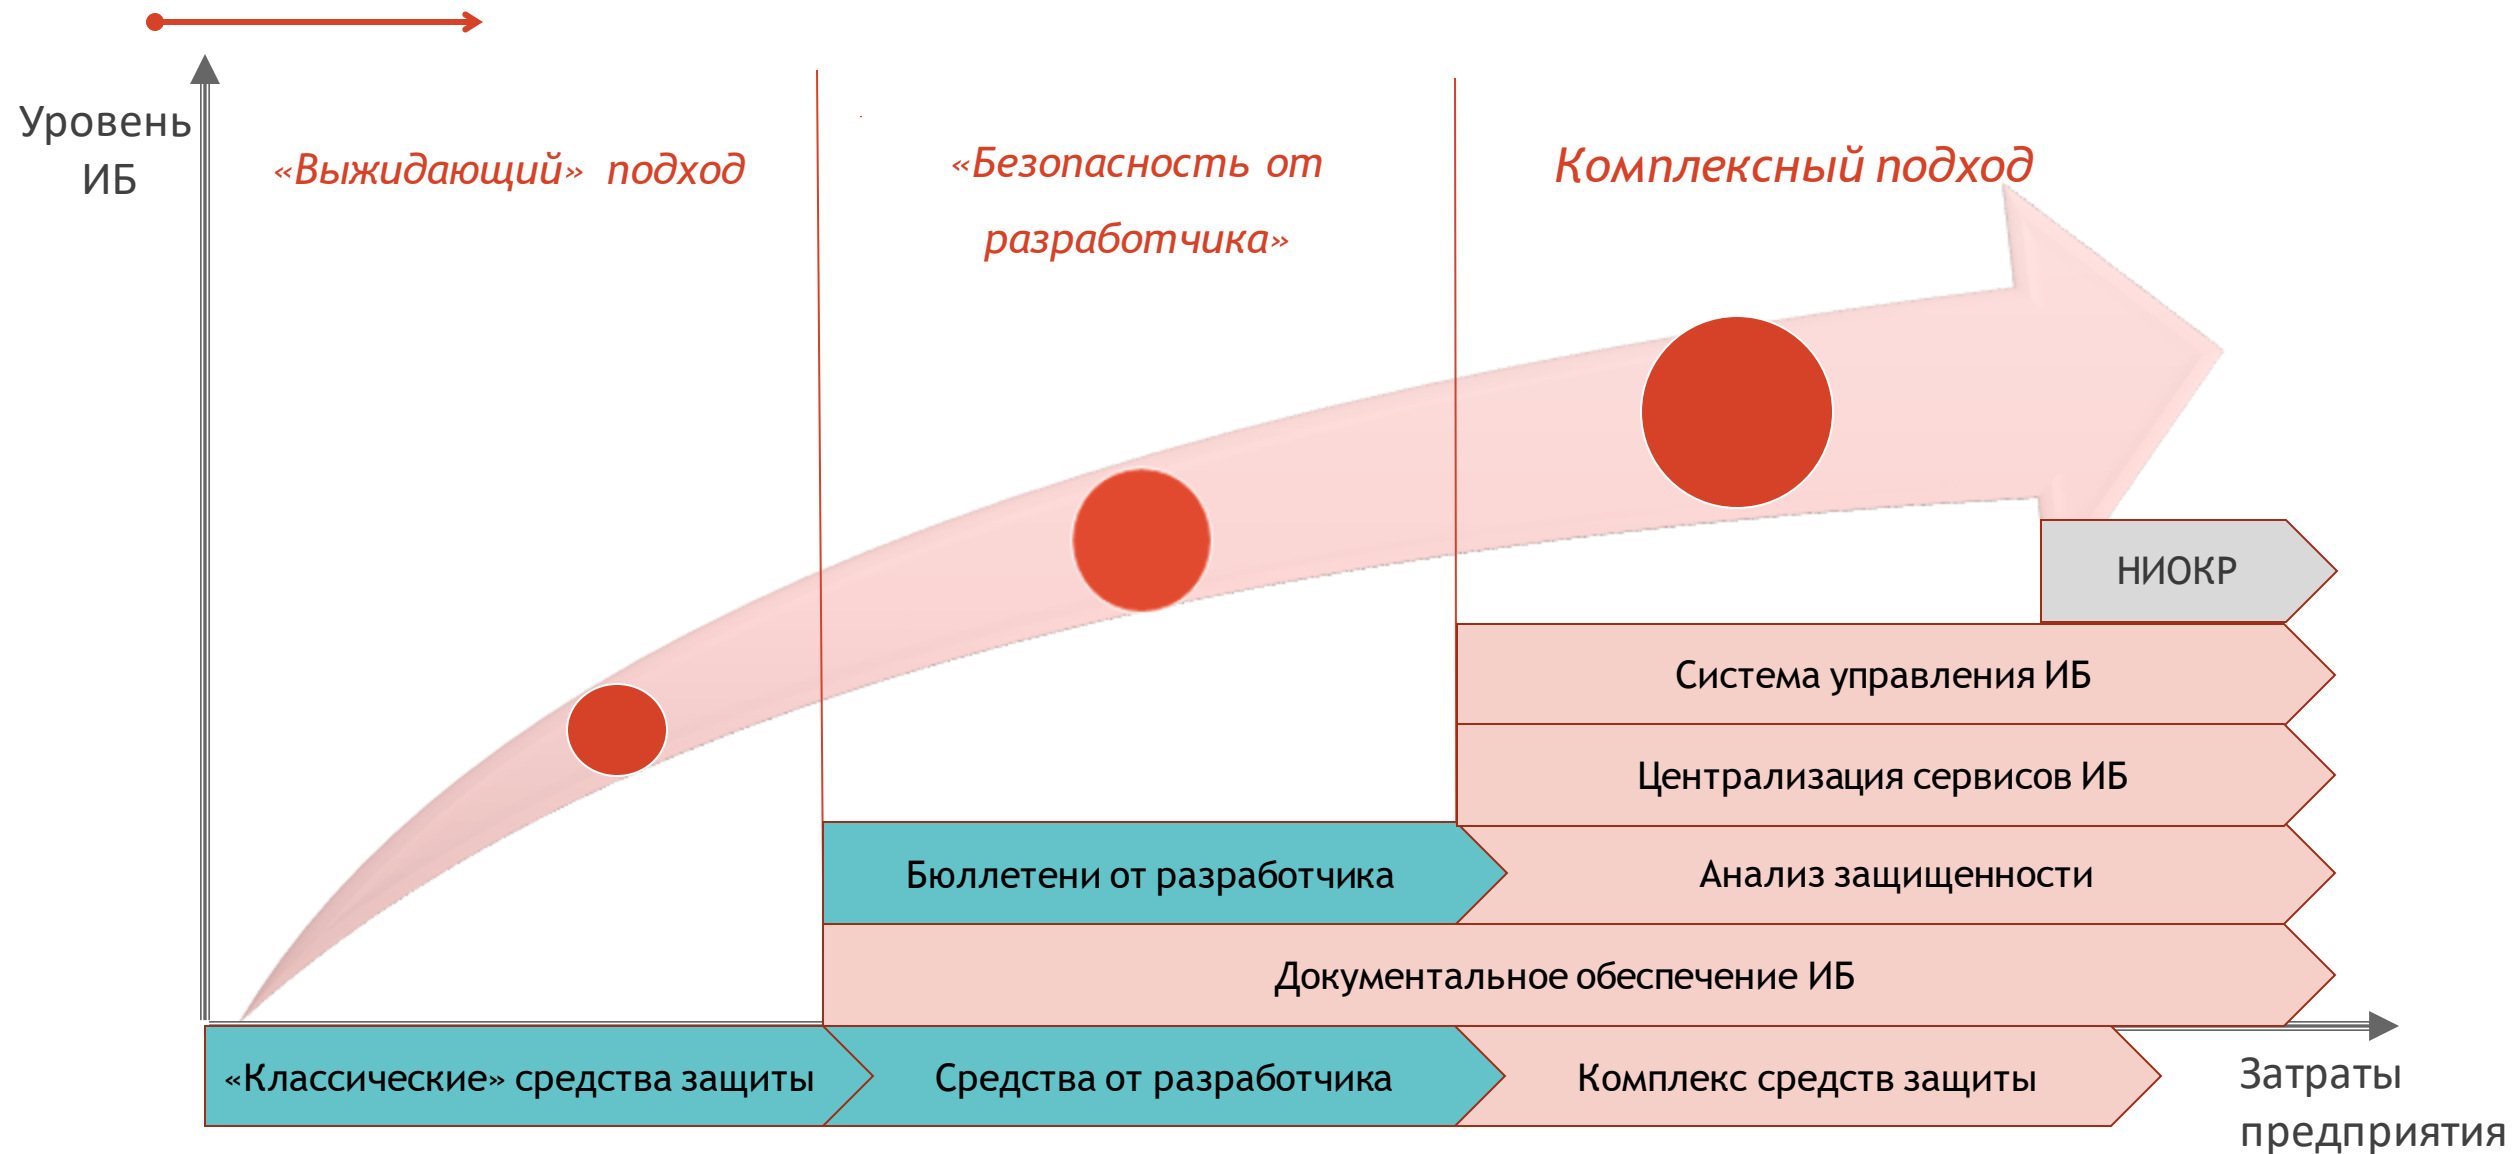 Уровень
ИБ
«Выжидающий» подход
«Безопасность от
разработчика»
Комплексный подход
НИОКР
Система управления ИБ
Централизация сервисов ИБ
Бюллетени от разработчика
Анализ защищенности
Документальное обеспечение ИБ
«Классические» средства защиты
Средства от разработчика
Комплекс средств защиты
Затраты
предприятия